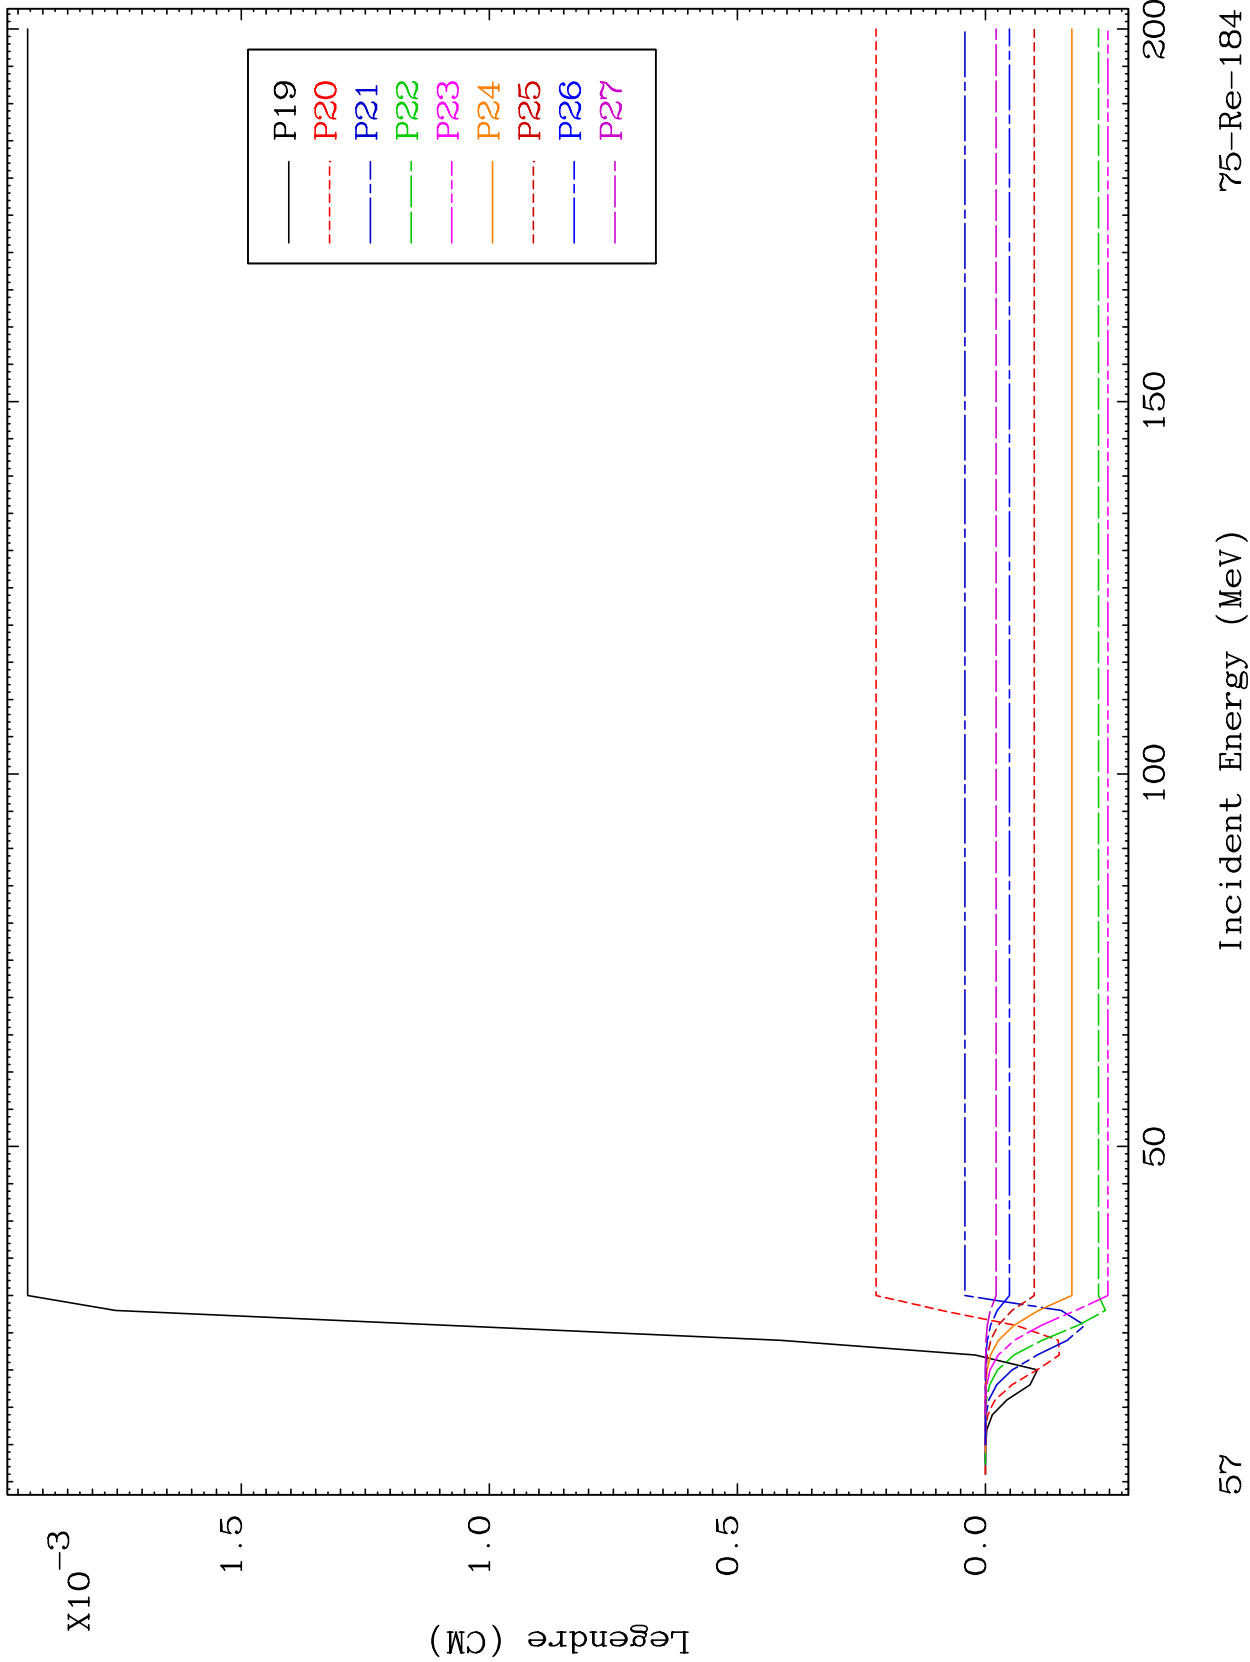 X10⁻³
Legendre (CM)
1.5
1.0
0.5
0.0
P19
P20
P21
P22
P23
P24
P25
P26
P27
50
100
150
200
Incident Energy (MeV)
57
75-Re-184